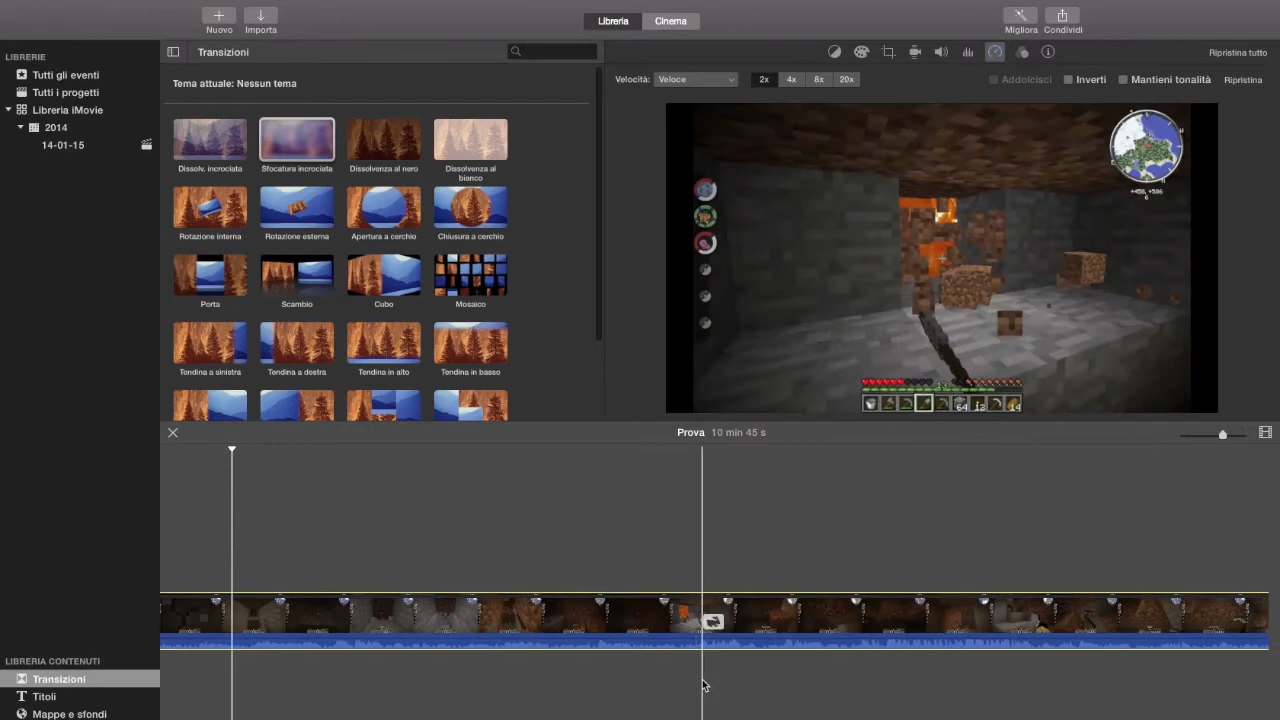 Nuovo
Importa
Libreria
Cinema
Migliora
Condividi
LIBRERIE
Tutti gli eventi
Tutti i progetti
Libreria iMovie
2014
14-01-15
Transizioni
Tema attuale: Nessun tema
Dissolv. incrociata
Sfocatura incrociata
Dissolvenza al nero
Dissolvenza al
bianco
Rotazione interna
Rotazione esterna
Apertura a cerchio
Chiusura a cerchio
Porta
Scambio
Cubo
Mosaico
Tendina a sinistra
Tendina a destra
Tendina in alto
Tendina in basso
Ripristina tutto
Velocità:
Veloce
2x
4x
8x
20x
Addolcisci
Inverti
Mantieni tonalità
Ripristina
13
64
14
Prova 10 min 45 s
LIBRERIA CONTENUTI
Transizioni
Titoli
Mappe e sfondi